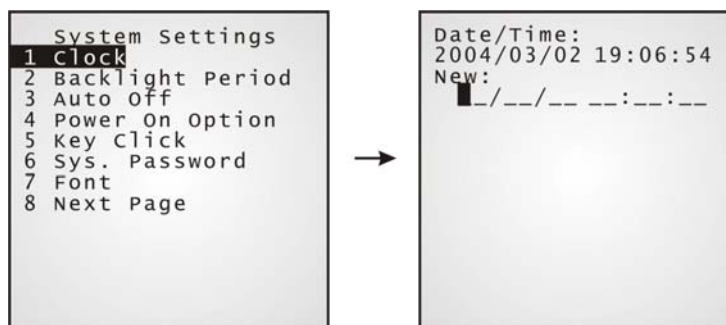 System Settings
1 Clock
2 Backlight Period
3 Auto Off
4 Power On Option
5 Key Click
6 Sys. Password
7 Font
8 Next Page
→
Date/Time:
2004/03/02 19:06:54
New:
█_/__/__ __:__:__